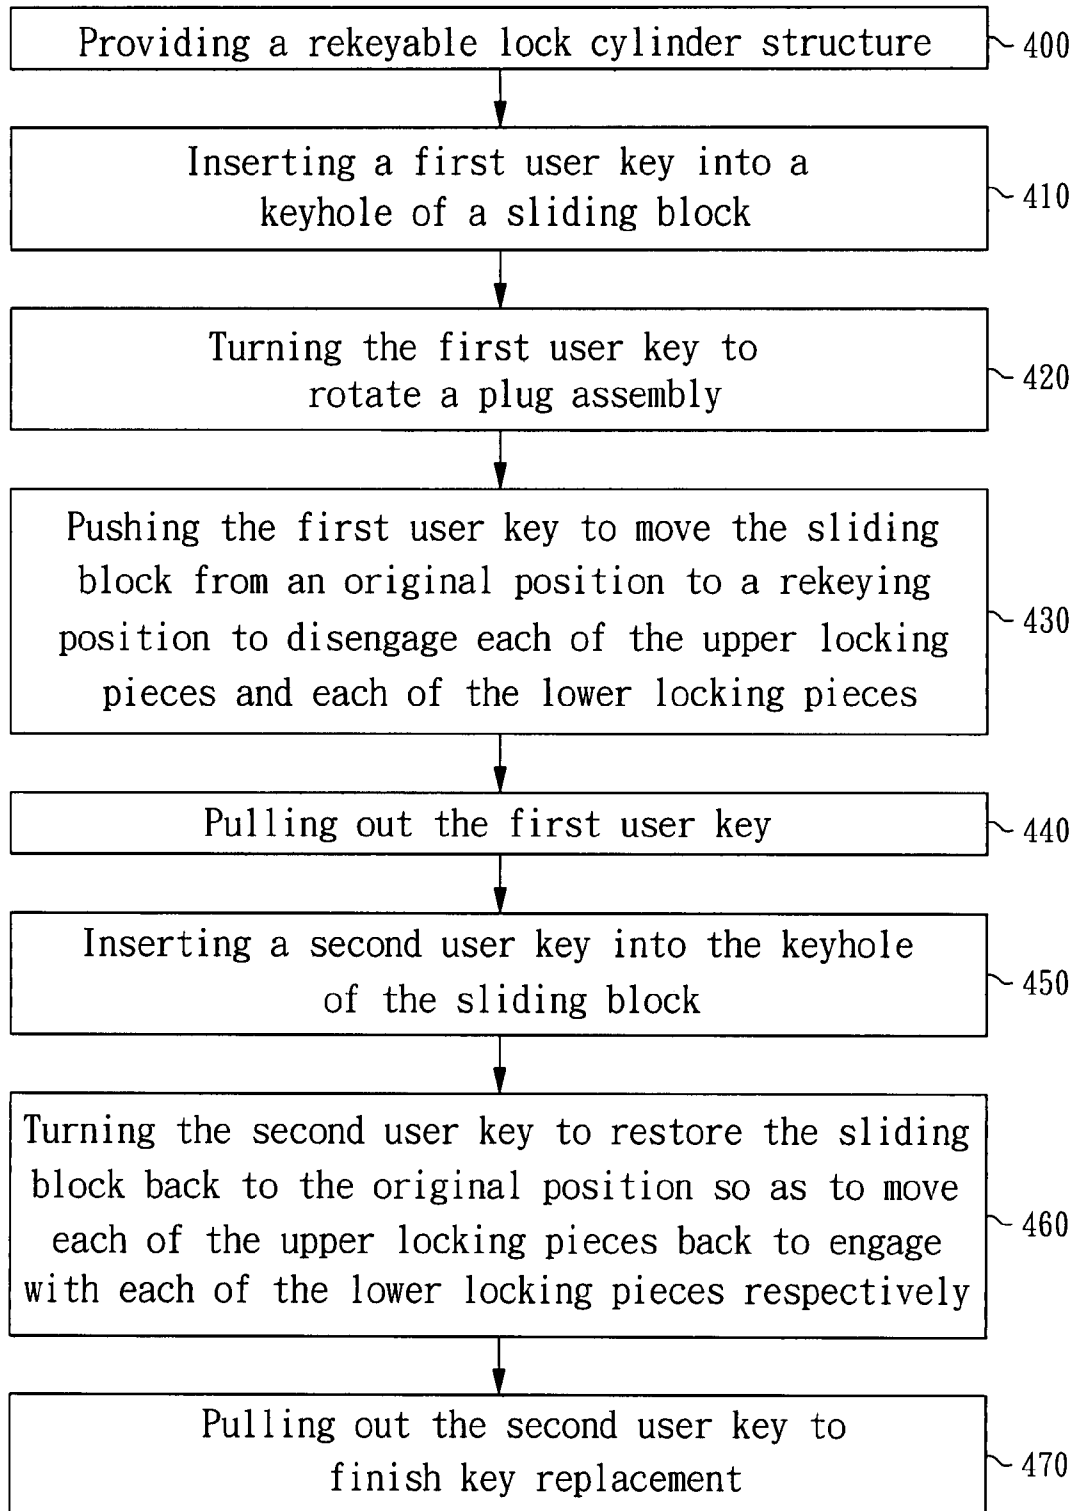 Providing a rekeyable lock cylinder structure
400
Inserting a first user key into a
keyhole of a sliding block
410
Turning the first user key to
rotate a plug assembly
420
Pushing the first user key to move the sliding
block from an original position to a rekeying
position to disengage each of the upper locking
pieces and each of the lower locking pieces
430
Pulling out the first user key
440
Inserting a second user key into the keyhole
of the sliding block
450
Turning the second user key to restore the sliding
block back to the original position so as to move
each of the upper locking pieces back to engage
with each of the lower locking pieces respectively
460
Pulling out the second user key to
finish key replacement
470